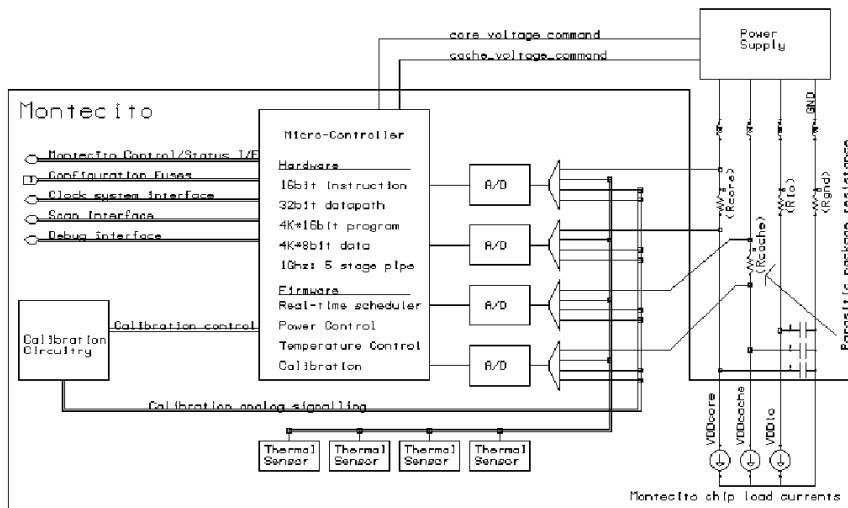 core voltage command
cache_voltage_command
Power
Supply
GND
Montecito
Micro-Controller
Montecito Control/Status I/F
Configuration Fuses
Clock system interface
Scan Interface
Debug interface
Hardware
16bit instruction
32bit datapath
4K*16bit program
4K*8bit data
1Ghz: 5 stage pipe
Firmware
Real-time scheduler
Power Control
Temperature Control
Calibration
A/D
A/D
A/D
A/D
(Rcore)
(Rcache)
(RIo)
(Rgnd)
Parasitic package resistance
Calibration
Circuitry
Calibration control
Calibration analog signalling
Thermal
Sensor
Thermal
Sensor
Thermal
Sensor
Thermal
Sensor
VDDcore
VDDcache
VDDio
Montecito chip load currents